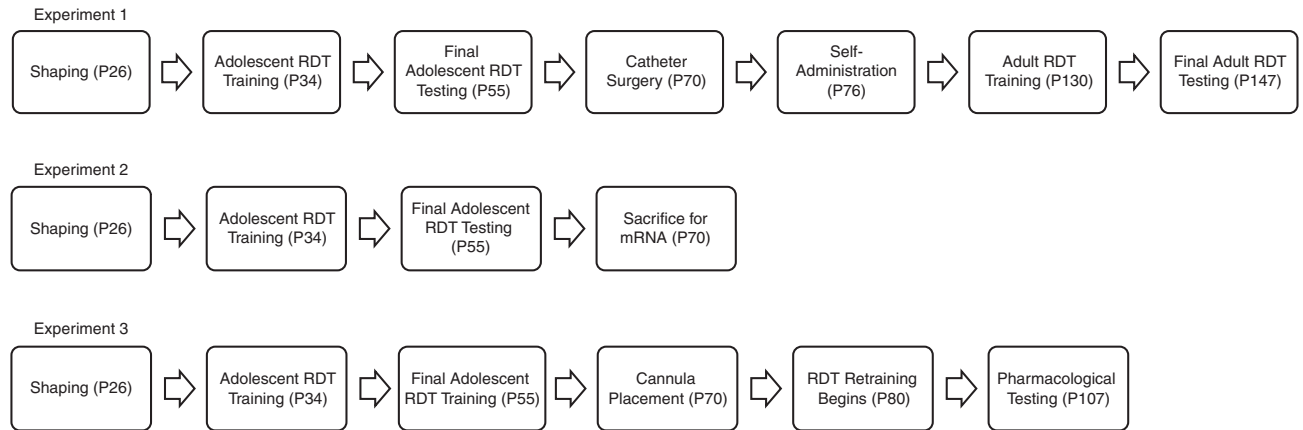 Experiment 1
Shaping (P26)
Adolescent RDT
Training (P34)
Final
Adolescent RDT
Testing (P55)
Catheter
Surgery (P70)
Self-
Administration
(P76)
Adult RDT
Training (P130)
Final Adult RDT
Testing (P147)
Experiment 2
Shaping (P26)
Adolescent RDT
Training (P34)
Final Adolescent
RDT Testing
(P55)
Sacrifice for
mRNA (P70)
Experiment 3
Shaping (P26)
Adolescent RDT
Training (P34)
Final Adolescent
RDT Training (P55)
Cannula
Placement (P70)
RDT Retraining
Begins (P80)
Pharmacological
Testing (P107)